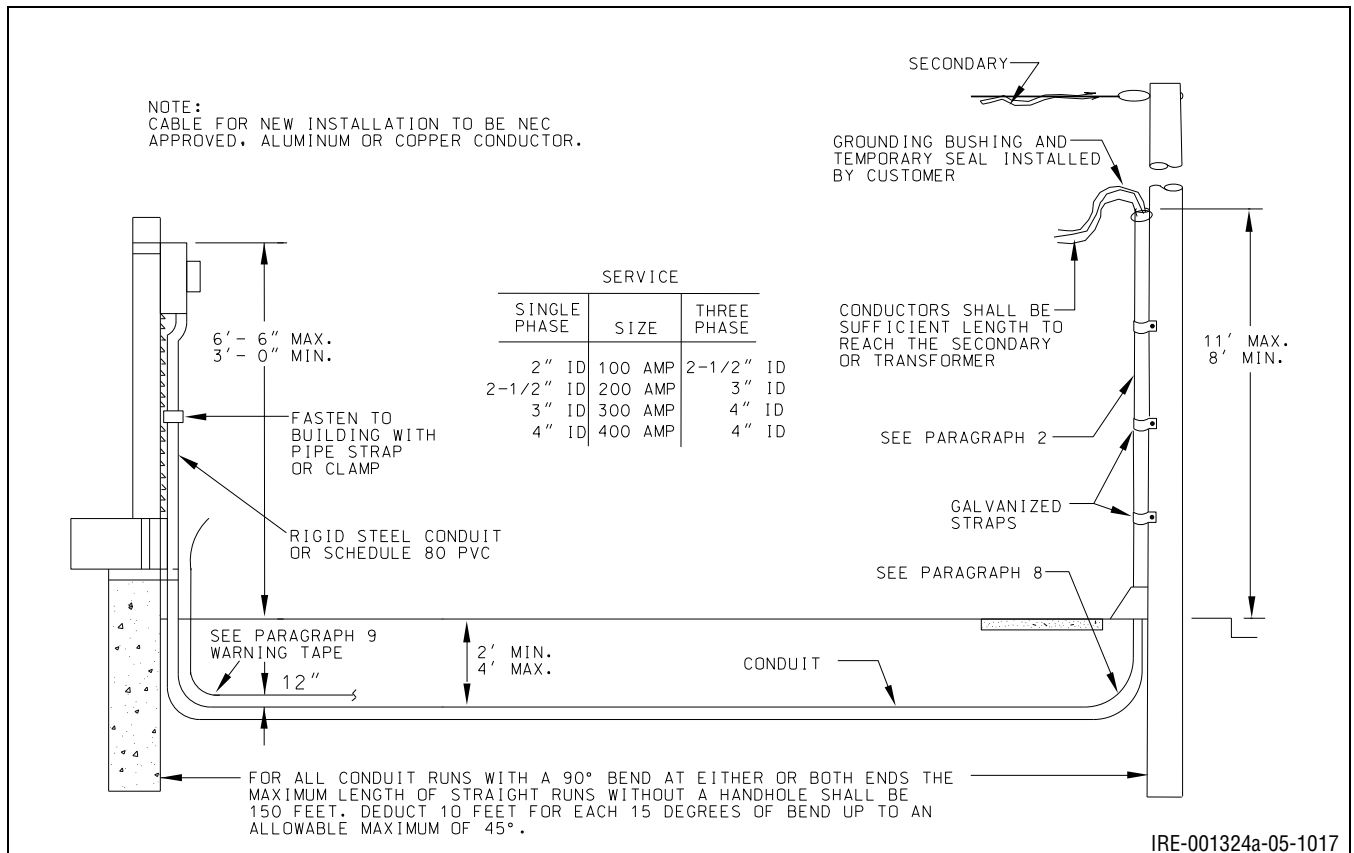 SECONDARY
NOTE:
CABLE FOR NEW INSTALLATION TO BE NEC
APPROVED, ALUMINUM OR COPPER CONDUCTOR.
GROUNDING BUSHING AND
TEMPORARY SEAL INSTALLED
BY CUSTOMER
SERVICE
SINGLE PHASE SIZE THREE PHASE
2" ID 100 AMP 2-1/2" ID
2-1/2" ID 200 AMP 3" ID
3" ID 300 AMP 4" ID
4" ID 400 AMP 4" ID
6'-6" MAX.
3'-0" MIN.
CONDUCTORS SHALL BE
SUFFICIENT LENGTH TO
REACH THE SECONDARY
OR TRANSFORMER
11' MAX.
8' MIN.
FASTEN TO
BUILDING WITH
PIPE STRAP
OR CLAMP
SEE PARAGRAPH 2
GALVANIZED
STRAPS
RIGID STEEL CONDUIT
OR SCHEDULE 80 PVC
SEE PARAGRAPH 8
SEE PARAGRAPH 9
WARNING TAPE
12"
2' MIN.
4' MAX.
CONDUIT
FOR ALL CONDUIT RUNS WITH A 90° BEND AT EITHER OR BOTH ENDS THE
MAXIMUM LENGTH OF STRAIGHT RUNS WITHOUT A HANDHOLE SHALL BE
150 FEET. DEDUCT 10 FEET FOR EACH 15 DEGREES OF BEND UP TO AN
ALLOWABLE MAXIMUM OF 45°.
IRE-001324a-05-1017